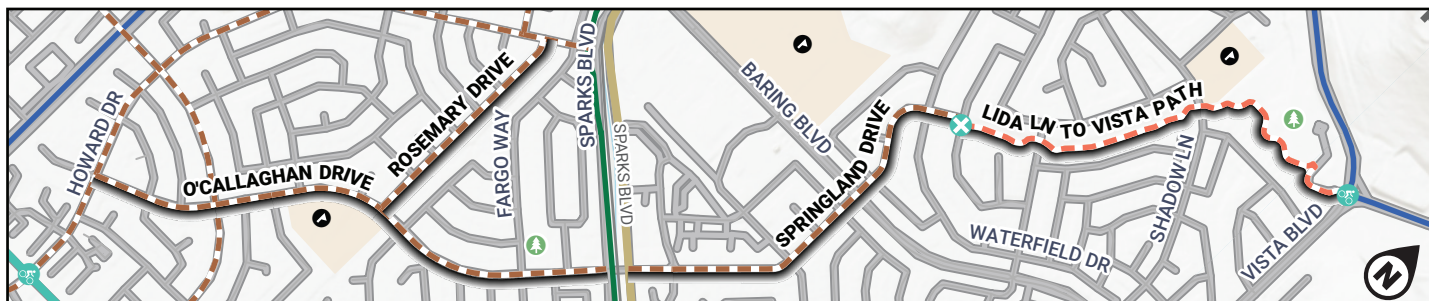 HOWARD DR
O'CALLAGHAN DRIVE
ROSEMARY DRIVE
FARGO WAY
SPARKS BLVD
SPARKS BLVD
BARING BLVD
SPRINGLAND DRIVE
LIDA LN TO VISTA PATH
SHADOW LN
WATERFIELD DR
VISTA BLVD
N